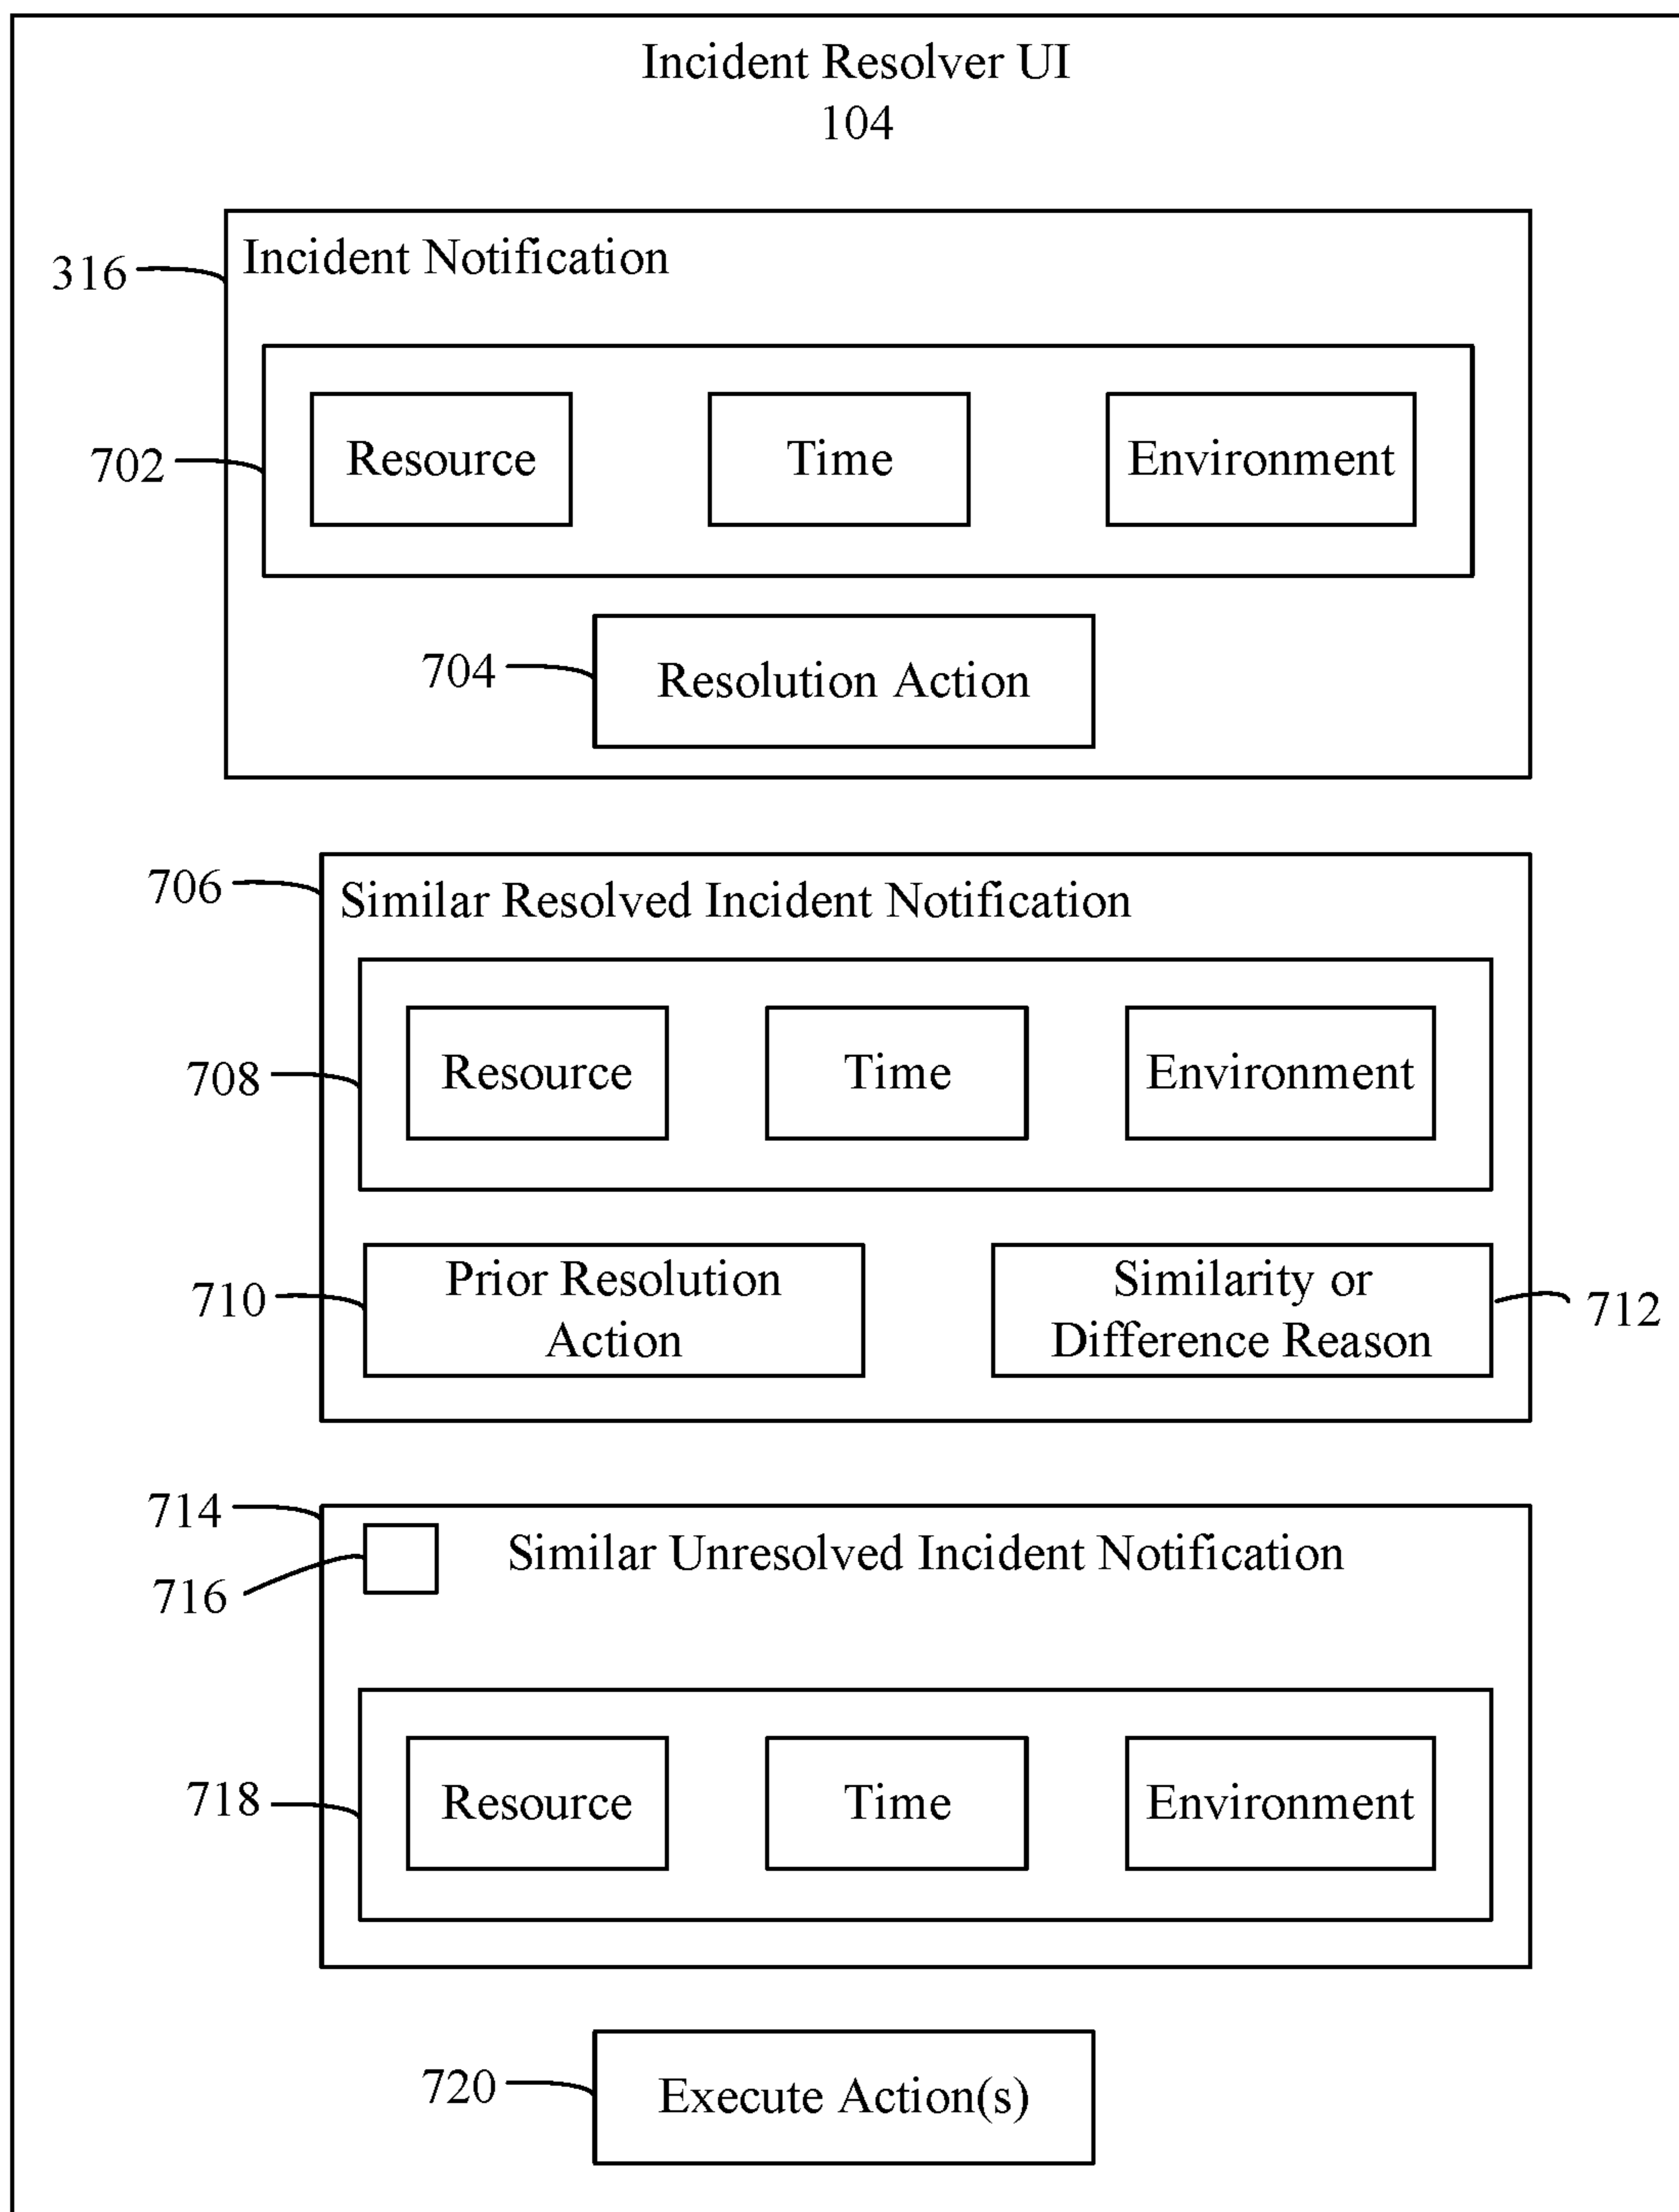 Incident Resolver UI
104
316
Incident Notification
702
Resource
Time
Environment
704
Resolution Action
706
Similar Resolved Incident Notification
708
Resource
Time
Environment
710
Prior Resolution
Action
Similarity or
Difference Reason
712
714
Similar Unresolved Incident Notification
716
718
Resource
Time
Environment
720
Execute Action(s)